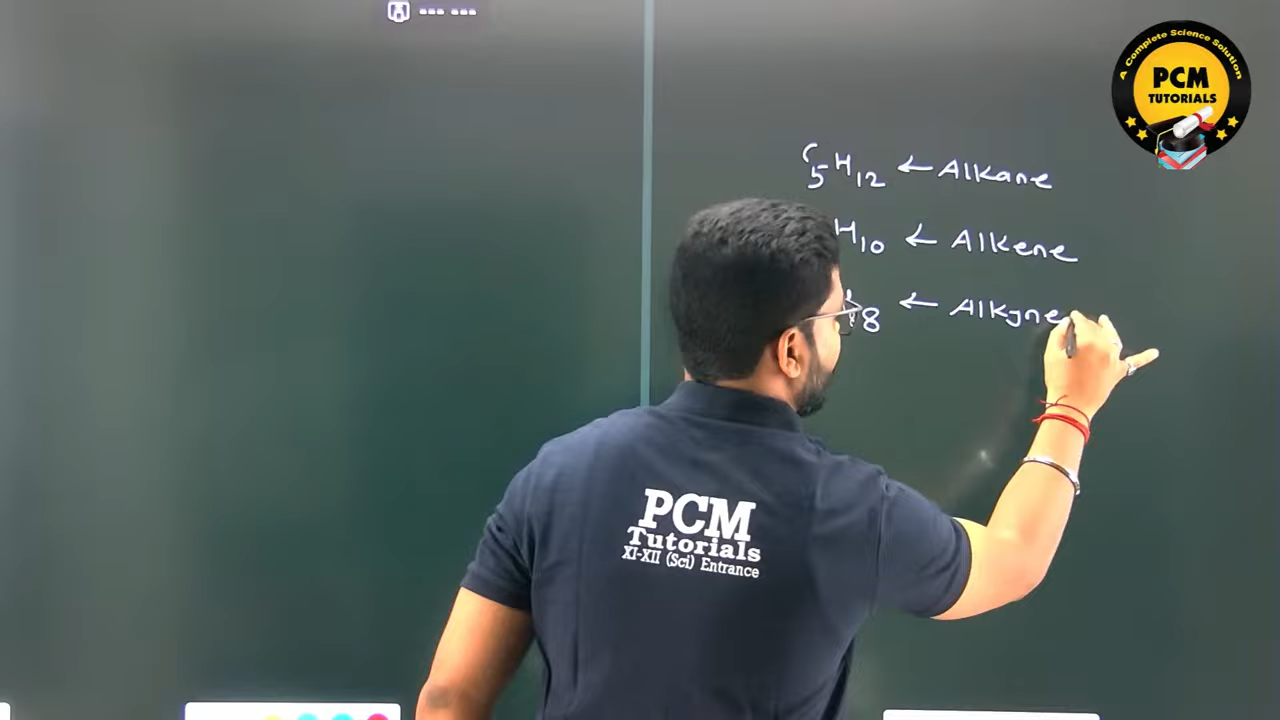 A Complete Science Solution
PCM
TUTORIALS
C5H12 ← Alkane
H10 ← Alkene
8 ← Alkyne
PCM
Tutorials
XI-XII (Sci) Entrance